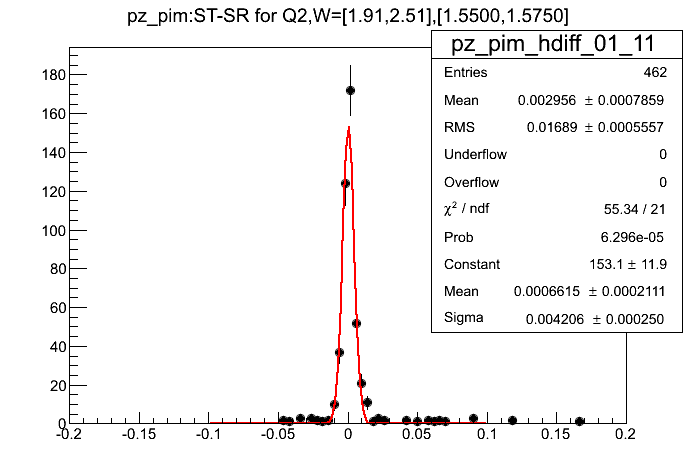 pz_pim:ST-SR for Q2,W=[1.91,2.51],[1.5500,1.5750]
pz_pim_hdiff_01_11
Entries 462
Mean 0.002956 ± 0.0007859
RMS 0.01689 ± 0.0005557
Underflow 0
Overflow 0
χ² / ndf 55.34 / 21
Prob 6.296e-05
Constant 153.1 ± 11.9
Mean 0.0006615 ± 0.0002111
Sigma 0.004206 ± 0.000250
180
160
140
120
100
80
60
40
20
0
-0.2 -0.15 -0.1 -0.05 0 0.05 0.1 0.15 0.2